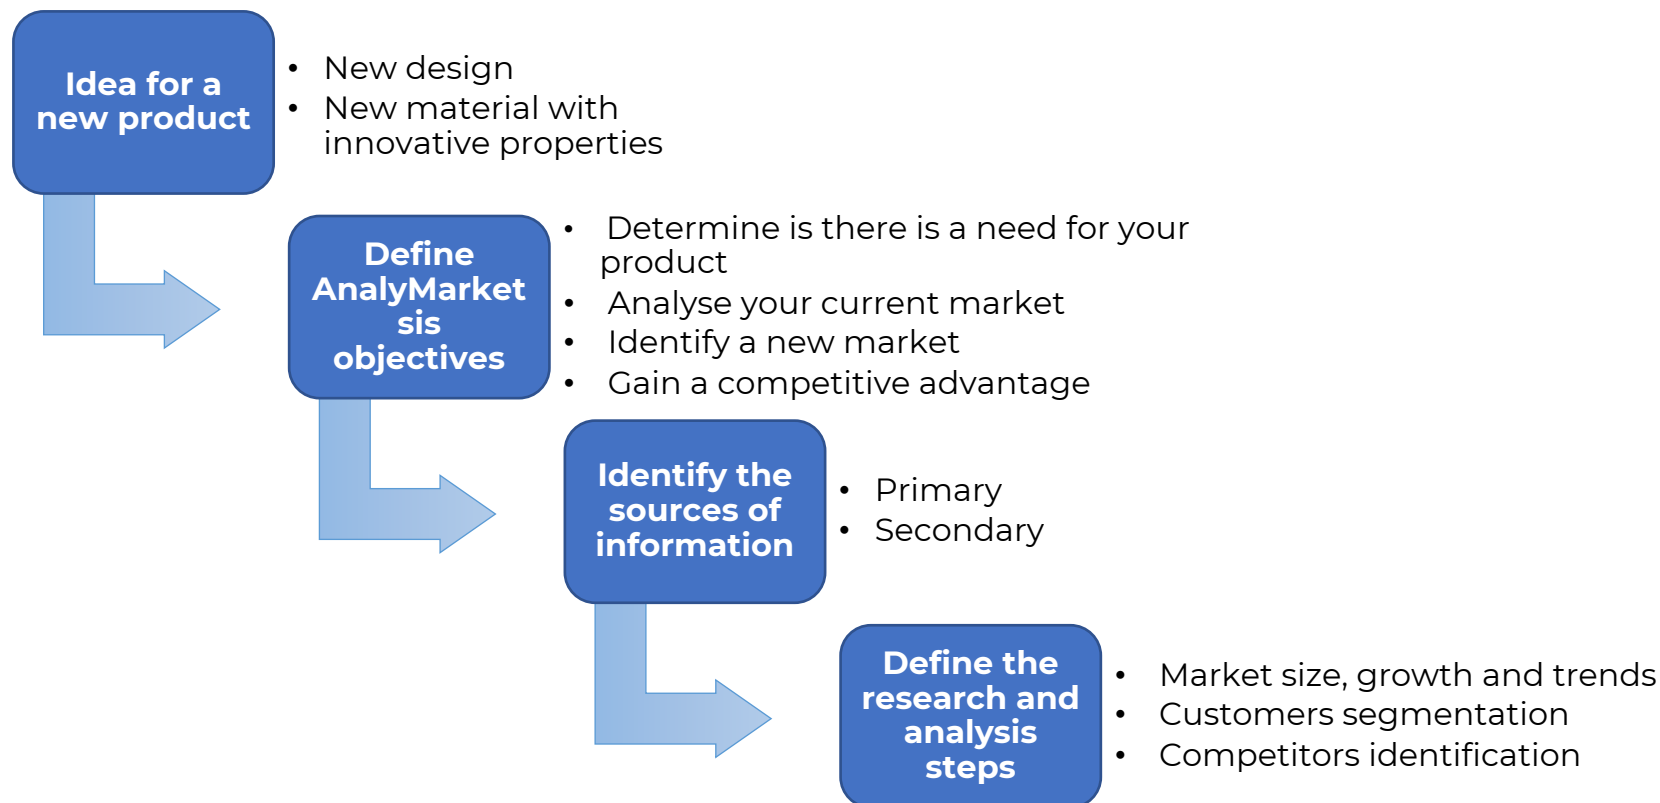 Idea for a
new product
• New design
• New material with
innovative properties
Define
AnalyMarket
sis
objectives
• Determine is there is a need for your
product
• Analyse your current market
• Identify a new market
• Gain a competitive advantage
Identify the
sources of
information
• Primary
• Secondary
Define the
research and
analysis
steps
• Market size, growth and trends
• Customers segmentation
• Competitors identification